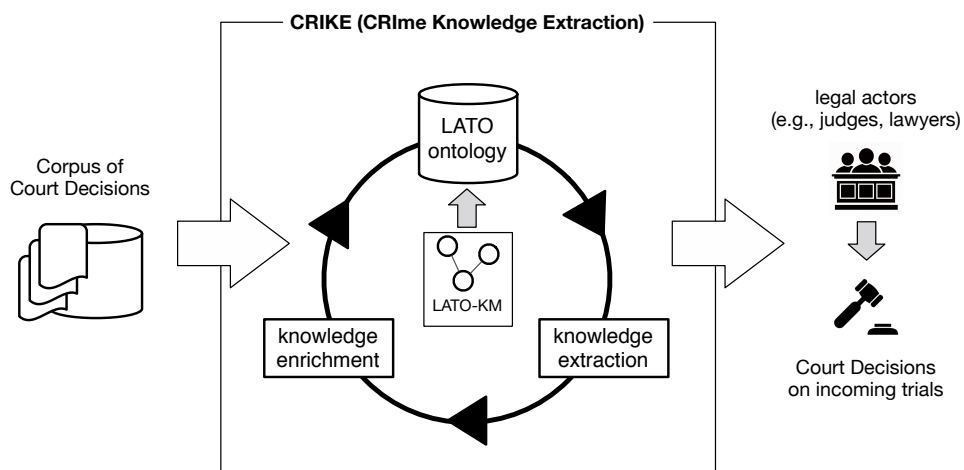 CRIKE (CRIme Knowledge Extraction)
Corpus of
Court Decisions
LATO
ontology
LATO-KM
knowledge
enrichment
knowledge
extraction
legal actors
(e.g., judges, lawyers)
Court Decisions
on incoming trials